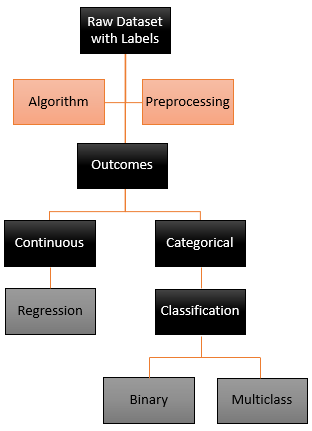 Raw Dataset
with Labels
Algorithm
Preprocessing
Outcomes
Continuous
Categorical
Regression
Classification
Binary
Multiclass